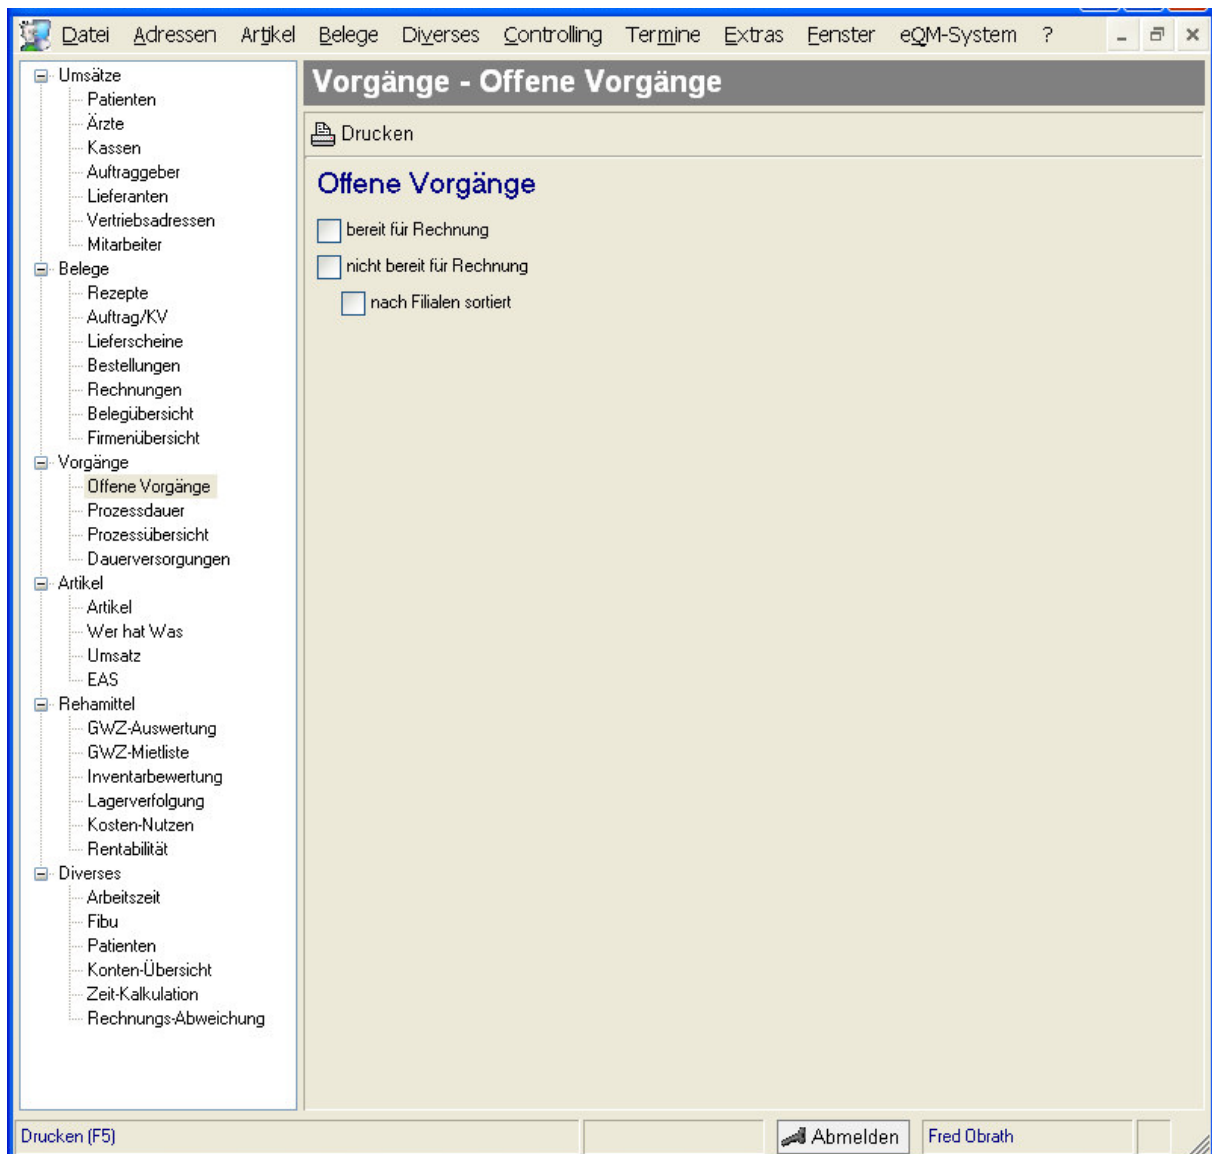 Datei Adressen Artikel Belege Diverses Controlling Termine Extras Fenster eQM-System ?
Umsätze
Patienten
Ärzte
Kassen
Auftraggeber
Lieferanten
Vertriebsadressen
Mitarbeiter
Belege
Rezepte
Auftrag/KV
Lieferscheine
Bestellungen
Rechnungen
Belegübersicht
Firmenübersicht
Vorgänge
Offene Vorgänge
Prozessdauer
Prozessübersicht
Dauerversorgungen
Artikel
Artikel
Wer hat Was
Umsatz
EAS
Rehamittel
GWZ-Auswertung
GWZ-Mietliste
Inventarbewertung
Lagerverfolgung
Kosten-Nutzen
Rentabilität
Diverses
Arbeitszeit
Fibu
Patienten
Konten-Übersicht
Zeit-Kalkulation
Rechnungs-Abweichung
Vorgänge - Offene Vorgänge
Drucken
Offene Vorgänge
bereit für Rechnung
nicht bereit für Rechnung
nach Filialen sortiert
Drucken (F5)
Abmelden
Fred Obrath